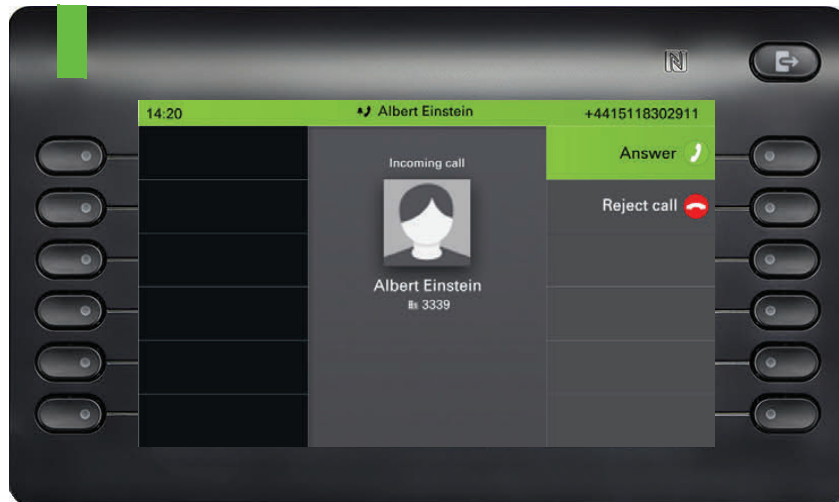 14:20
Albert Einstein
+4415118302911
Incoming call
Answer
Reject call
Albert Einstein
3339